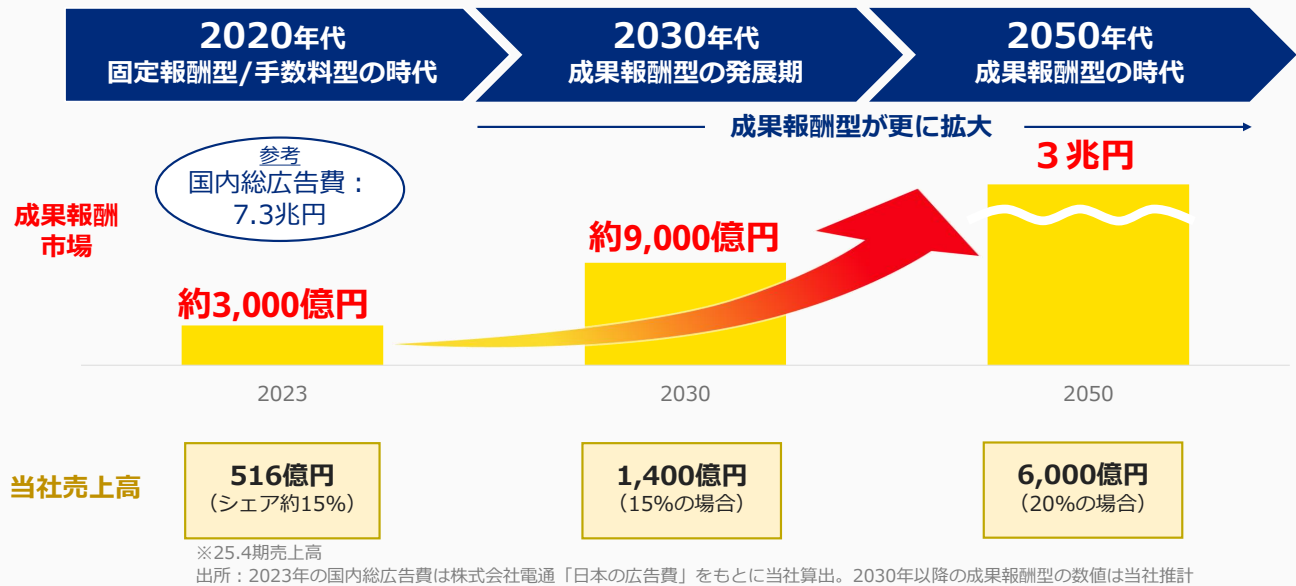 2020年代
固定報酬型/手数料型の時代
2030年代
成果報酬型の発展期
2050年代
成果報酬型の時代
成果報酬型が更に拡大
参考
国内総広告費：
7.3兆円
成果報酬
市場
約3,000億円
約9,000億円
３兆円
2023
2030
2050
当社売上高
516億円
（シェア約15%）
1,400億円
（15%の場合）
6,000億円
（20%の場合）
※25.4期売上高
出所：2023年の国内総広告費は株式会社電通「日本の広告費」をもとに当社算出。2030年以降の成果報酬型の数値は当社推計